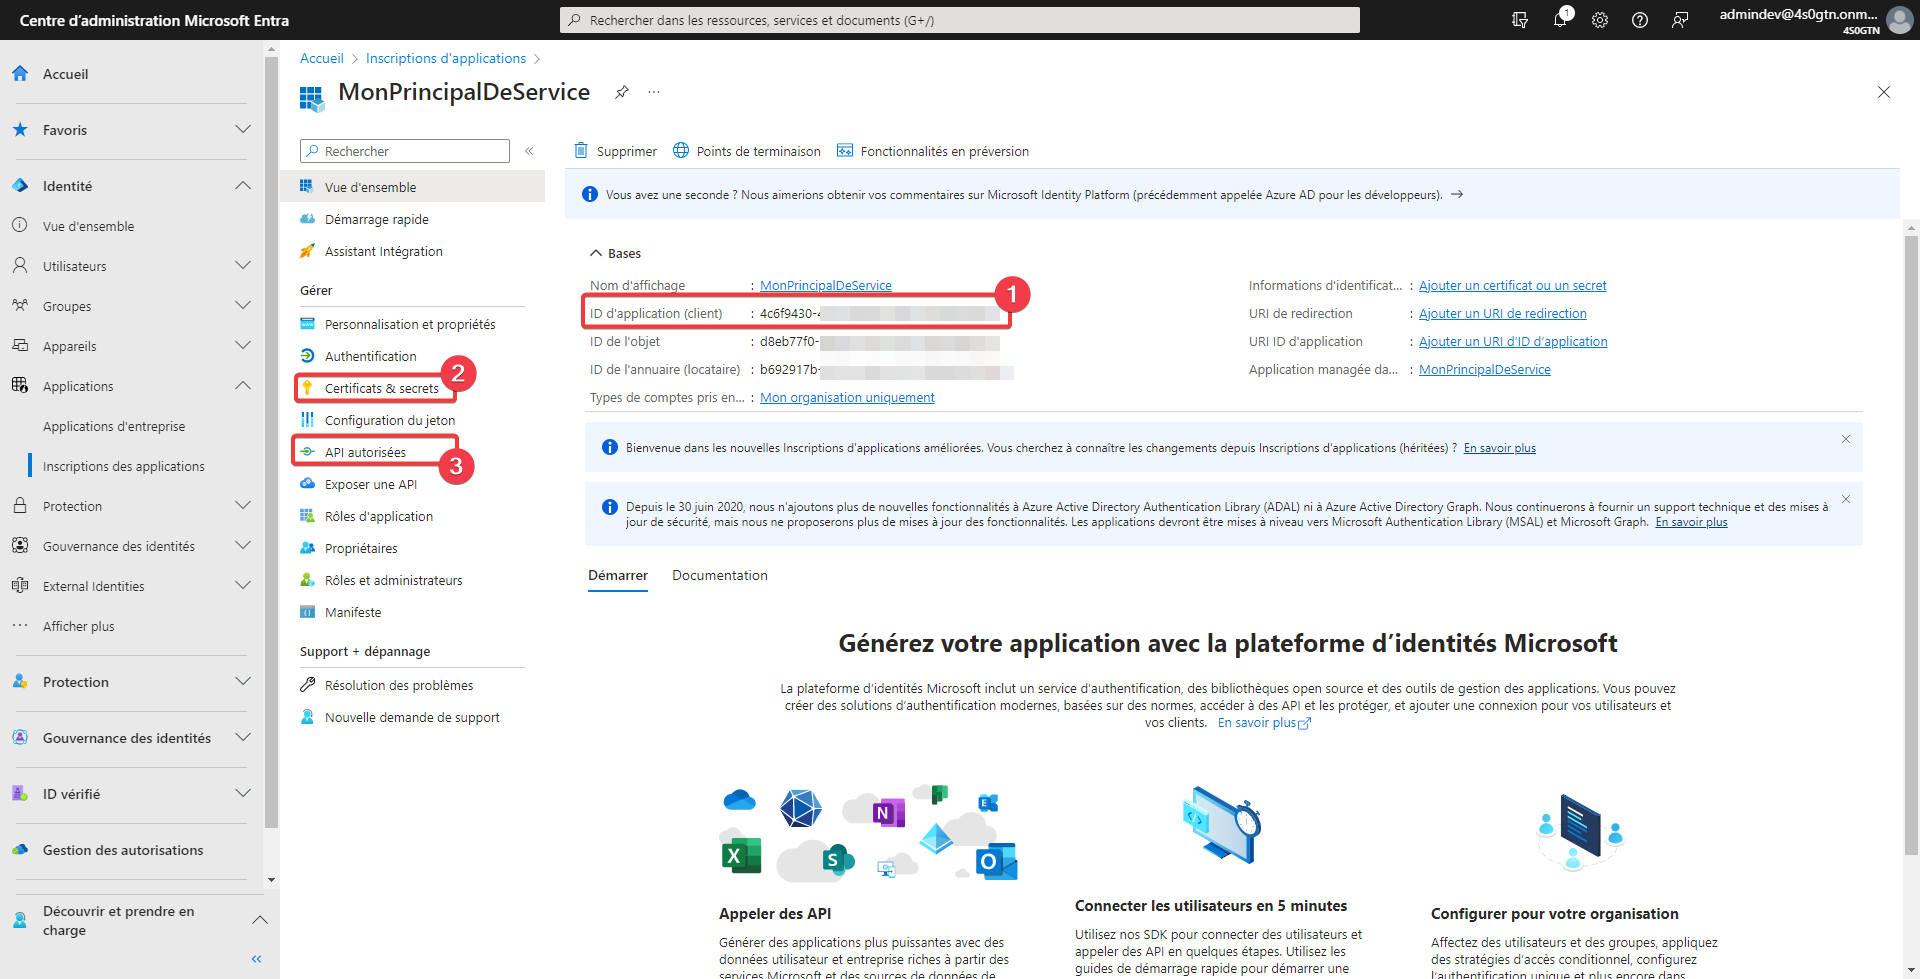 Centre d’administration Microsoft Entra
Rechercher dans les ressources, services et documents (G+/)
1
admindev@4s0gtn.onm...
4S0GTN
Accueil
Favoris
Identité
Vue d'ensemble
Utilisateurs
Groupes
Appareils
Applications
Applications d'entreprise
Inscriptions des applications
Protection
Gouvernance des identités
External Identities
Afficher plus
Protection
Gouvernance des identités
ID vérifié
Gestion des autorisations
Découvrir et prendre en
charge
Accueil > Inscriptions d'applications >
MonPrincipalDeService
Rechercher
Vue d'ensemble
Démarrage rapide
Assistant Intégration
Gérer
Personnalisation et propriétés
Authentification
Certificats & secrets
2
Configuration du jeton
API autorisées
3
Exposer une API
Rôles d'application
Propriétaires
Rôles et administrateurs
Manifeste
Support + dépannage
Résolution des problèmes
Nouvelle demande de support
Supprimer
Points de terminaison
Fonctionnalités en préversion
Vous avez une seconde ? Nous aimerions obtenir vos commentaires sur Microsoft Identity Platform (précédemment appelée Azure AD pour les développeurs). →
Bases
Nom d'affichage : MonPrincipalDeService
ID d'application (client) : 4c6f9430-
1
ID de l'objet : d8eb77f0-
ID de l'annuaire (locataire) : b692917b-
Types de comptes pris en... : Mon organisation uniquement
Informations d'identificat... : Ajouter un certificat ou un secret
URI de redirection : Ajouter un URI de redirection
URI ID d'application : Ajouter un URI d’ID d’application
Application managée da... : MonPrincipalDeService
Bienvenue dans les nouvelles Inscriptions d'applications améliorées. Vous cherchez à connaître les changements depuis Inscriptions d'applications (héritées) ? En savoir plus
Depuis le 30 juin 2020, nous n'ajoutons plus de nouvelles fonctionnalités à Azure Active Directory Authentication Library (ADAL) ni à Azure Active Directory Graph. Nous continuerons à fournir un support technique et des mises à
jour de sécurité, mais nous ne proposerons plus de mises à jour des fonctionnalités. Les applications devront être mises à niveau vers Microsoft Authentication Library (MSAL) et Microsoft Graph. En savoir plus
Démarrer
Documentation
Générez votre application avec la plateforme d’identités Microsoft
La plateforme d’identités Microsoft inclut un service d’authentification, des bibliothèques open source et des outils de gestion des applications. Vous pouvez
créer des solutions d’authentification modernes, basées sur des normes, accéder à des API et les protéger, et ajouter une connexion pour vos utilisateurs et
vos clients. En savoir plus
N
E
X
S
O
Appeler des API
Générer des applications plus puissantes avec des
données utilisateur et entreprise riches à partir des
services Microsoft et des sources de données de
Connecter les utilisateurs en 5 minutes
Utilisez nos SDK pour connecter des utilisateurs et
appeler des API en quelques étapes. Utilisez les
guides de démarrage rapide pour démarrer une
Configurer pour votre organisation
Affectez des utilisateurs et des groupes, appliquez
des stratégies d’accès conditionnel, configurez
l’authentification unique et plus encore dans